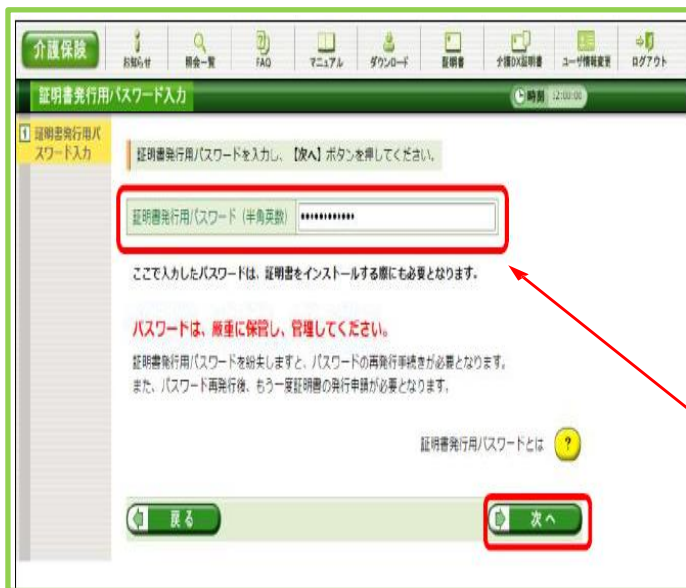 介護保険
お知らせ
照会一覧
FAQ
マニュアル
ダウンロード
証明書
介護DX証明書
ユーザ情報変更
ログアウト
証明書発行用パスワード入力
時刻 12:00:00
1 証明書発行用パ
スワード入力
証明書発行用パスワードを入力し、【次へ】ボタンを押してください。
証明書発行用パスワード（半角英数） ••••••••••••
ここで入力したパスワードは、証明書をインストールする際にも必要となります。
パスワードは、厳重に保管し、管理してください。
証明書発行用パスワードを紛失しますと、パスワードの再発行手続きが必要となります。
また、パスワード再発行後、もう一度証明書の発行申請が必要となります。
証明書発行用パスワードとは ?
戻る
次へ